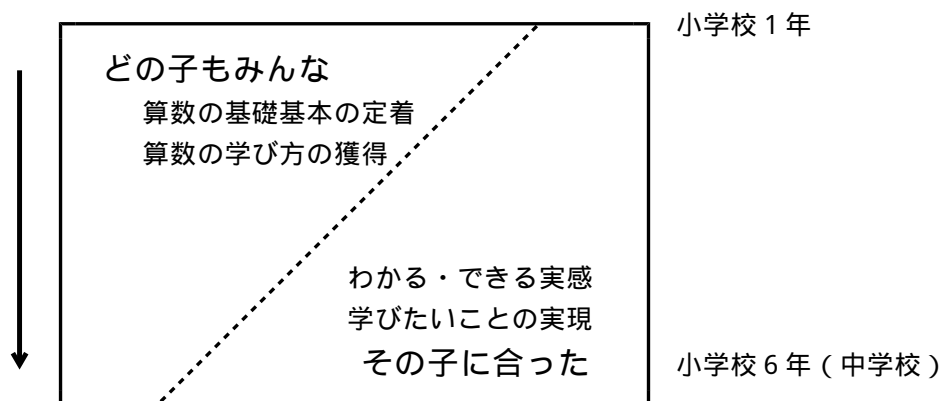 小学校1年
どの子もみんな
算数の基礎基本の定着
算数の学び方の獲得
わかる・できる実感
学びたいことの実現
その子に合った
小学校6年(中学校)